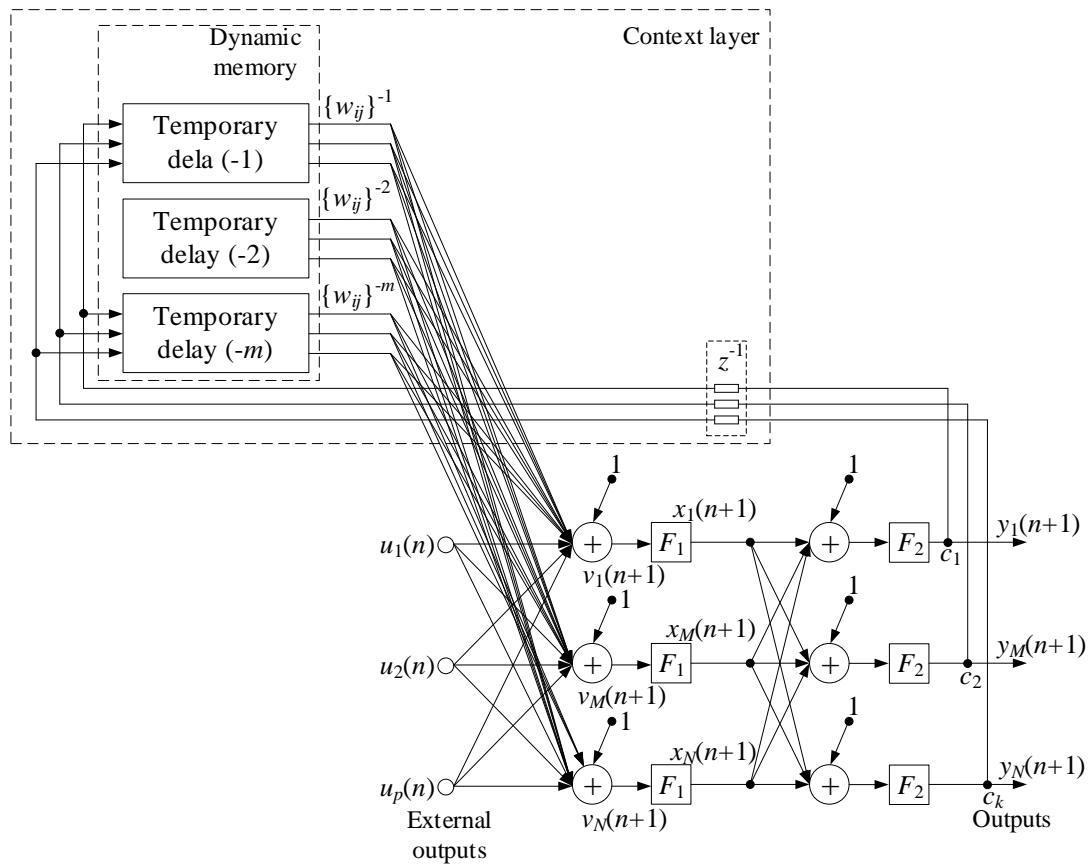 Dynamic
memory
Context layer
Temporary
dela (-1)
{w_ij}^-1
Temporary
delay (-2)
{w_ij}^-2
Temporary
delay (-m)
{w_ij}^-m
z^-1
1
1
u_1(n)
v_1(n+1)
F_1
x_1(n+1)
F_2
c_1
y_1(n+1)
1
1
u_2(n)
v_M(n+1)
F_1
x_M(n+1)
F_2
c_2
y_M(n+1)
1
1
u_p(n)
v_N(n+1)
F_1
x_N(n+1)
F_2
c_k
y_N(n+1)
External
outputs
Outputs